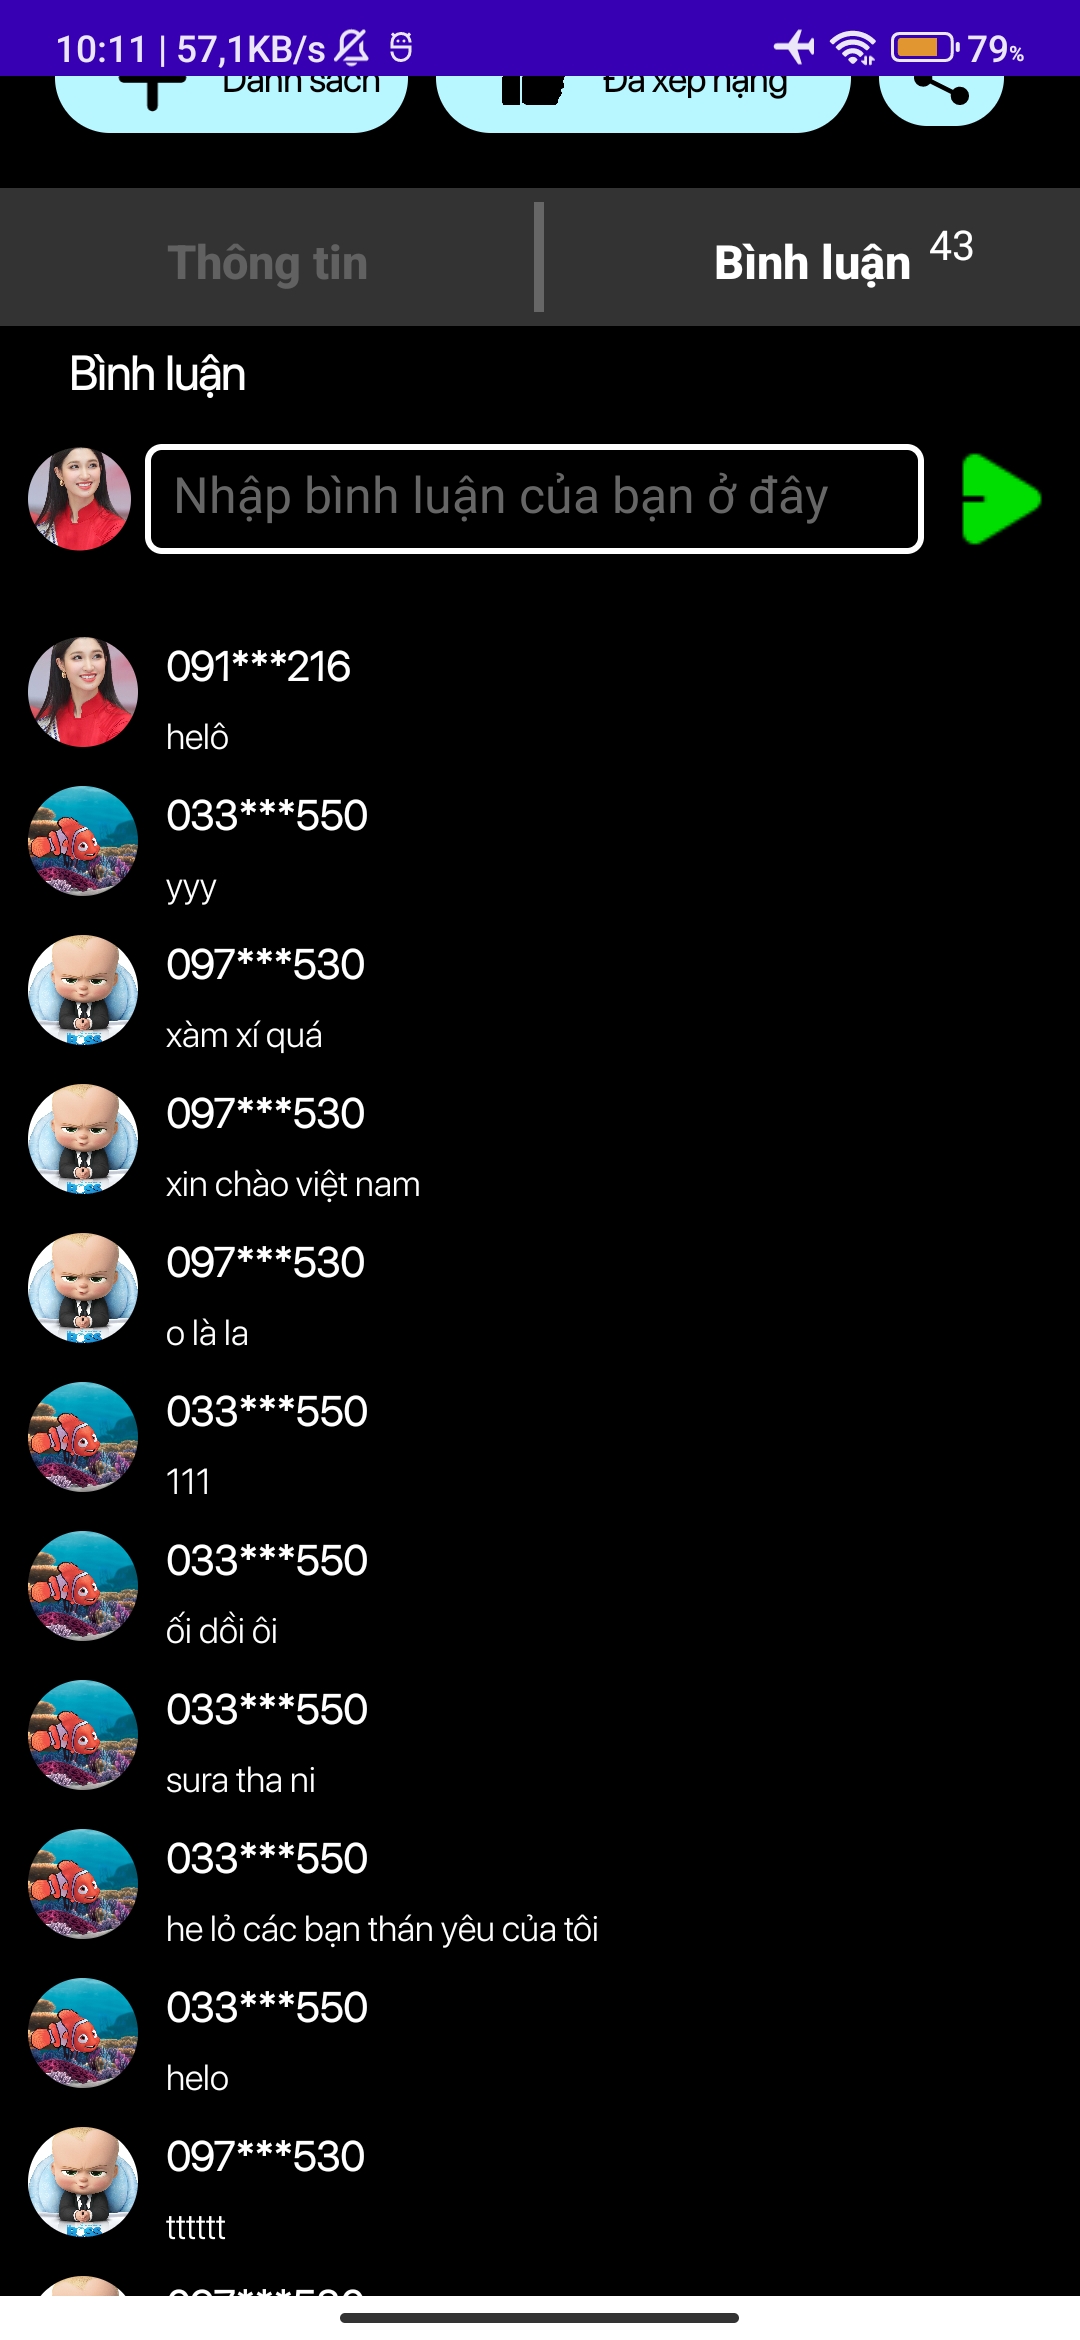 10:11 | 57,1KB/s 79%
Danh sách Đã xếp hạng
Thông tin Bình luận 43
Bình luận
Nhập bình luận của bạn ở đây
091***216
helô
033***550
yyy
097***530
xàm xí quá
097***530
xin chào việt nam
097***530
o là la
033***550
111
033***550
ối dồi ôi
033***550
sura tha ni
033***550
he lỏ các bạn thán yêu của tôi
033***550
helo
097***530
tttttt
097***530